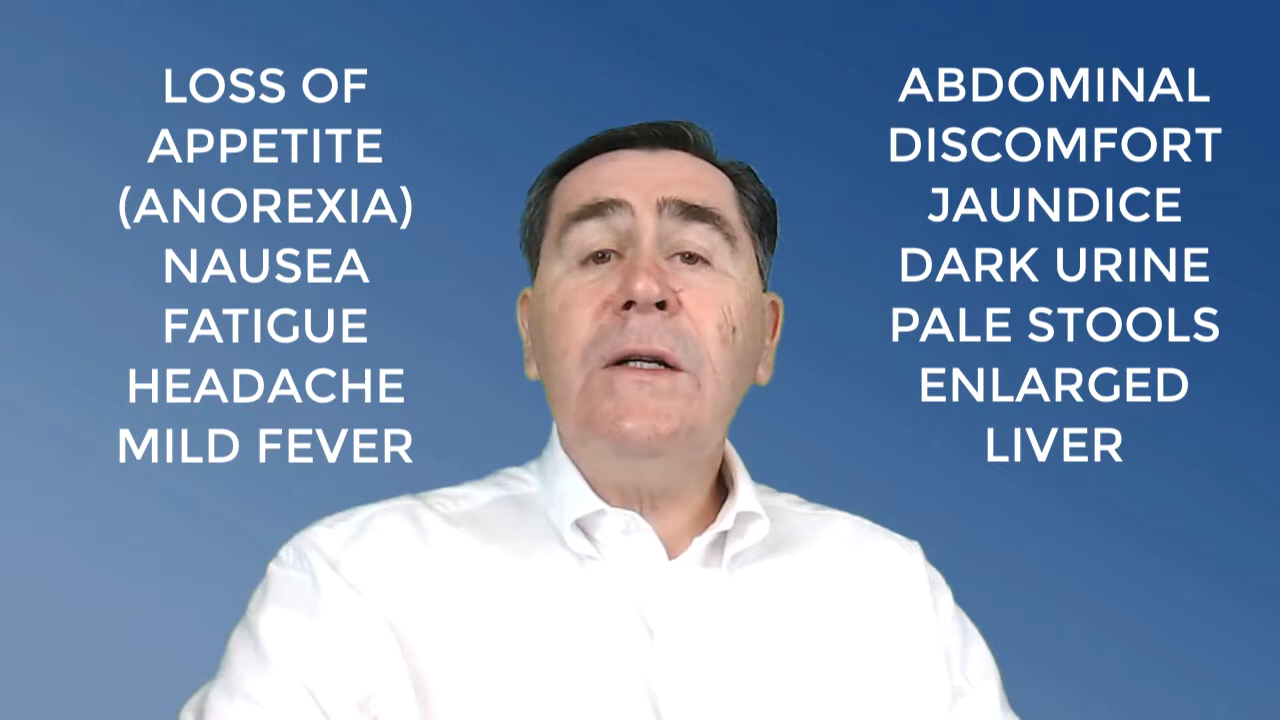 LOSS OF
APPETITE
(ANOREXIA)
NAUSEA
FATIGUE
HEADACHE
MILD FEVER
ABDOMINAL
DISCOMFORT
JAUNDICE
DARK URINE
PALE STOOLS
ENLARGED
LIVER